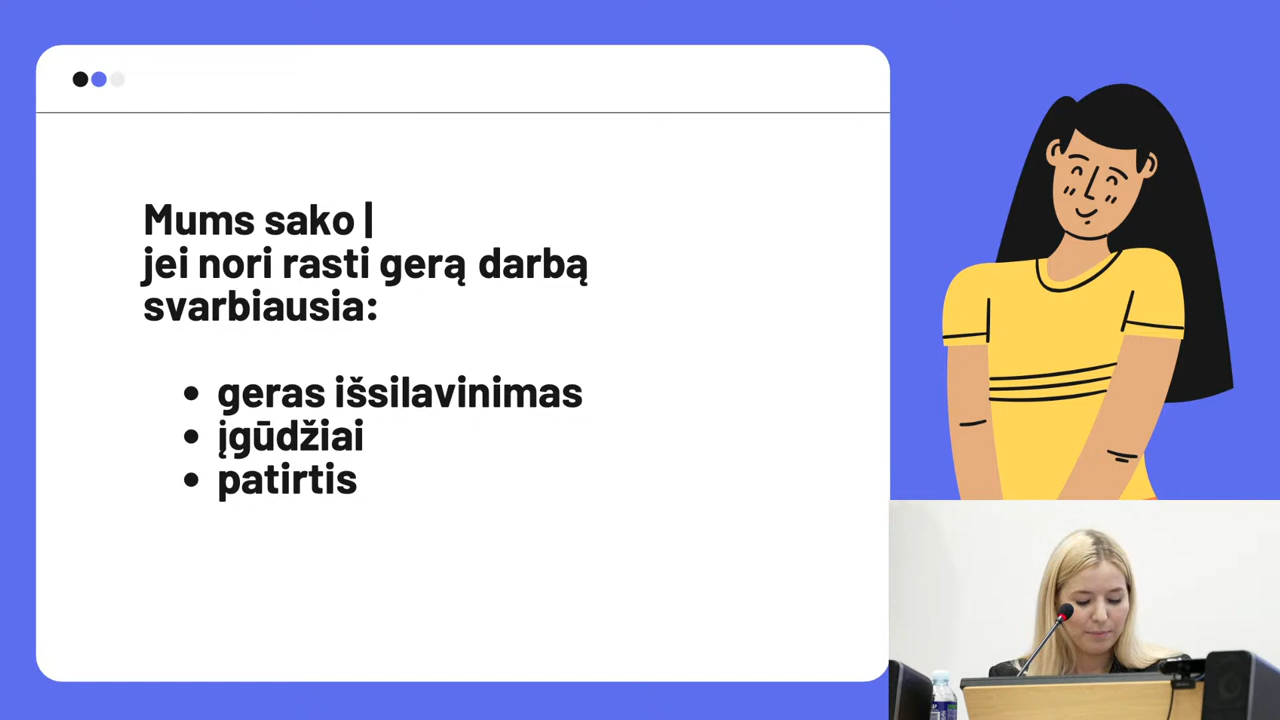 Mums sako |
jei nori rasti gerą darbą
svarbiausia:
• geras išsilavinimas
• įgūdžiai
• patirtis